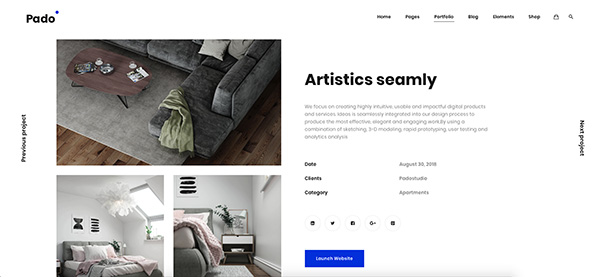 Pado
Home Pages Portfolio Blog Elements Shop
Previous project
Next project
Artistics seamly
We focus on creating highly intuitive, usable and impactful digital products
and services. Ideas is seamlessly integrated into our design process to
produce the most effective, elegant and engaging work.By using a
combination of sketching, 3-D modeling, rapid prototyping, user testing and
analytics analysis
Date August 30, 2018
Clients Padostudio
Category Apartments
G+
Launch Website